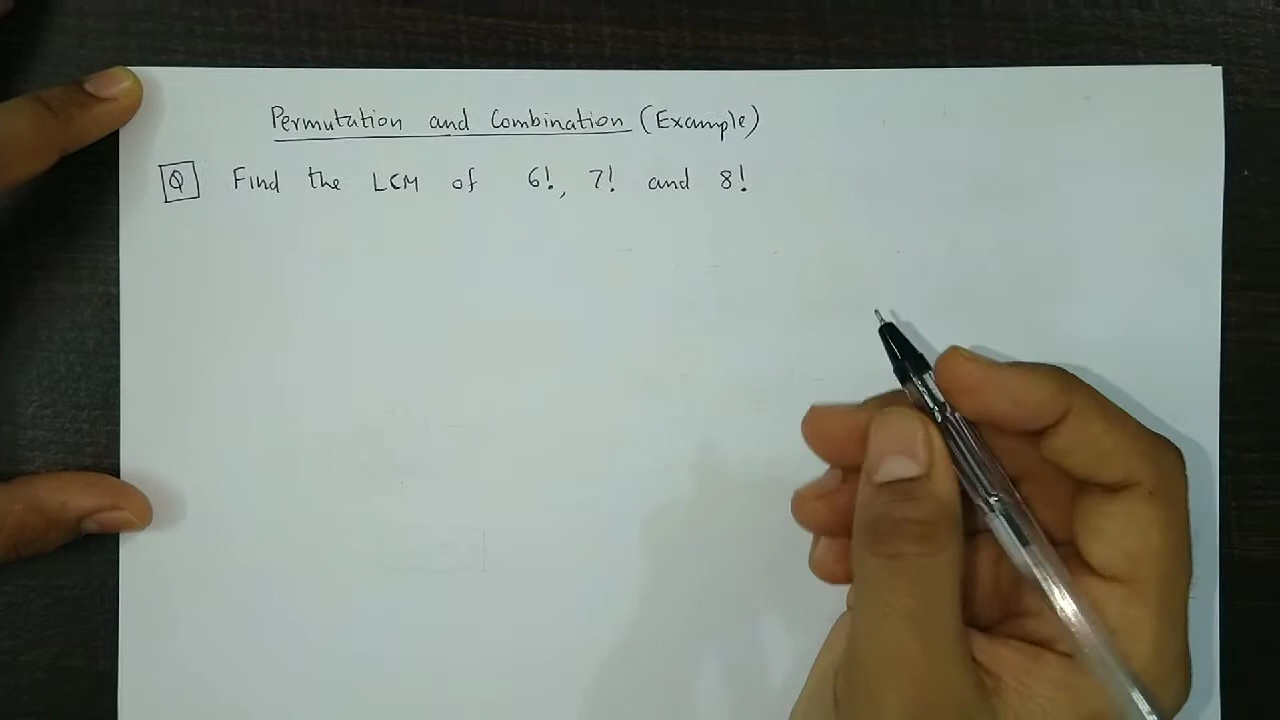 Permutation and Combination (Example)
Q Find the LCM of 6!, 7! and 8!